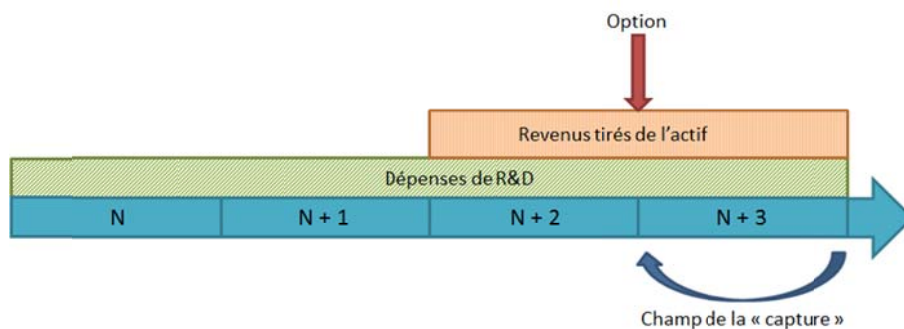 Option
Revenus tirés de l'actif
Dépenses de R&D
N
N + 1
N + 2
N + 3
Champ de la « capture »